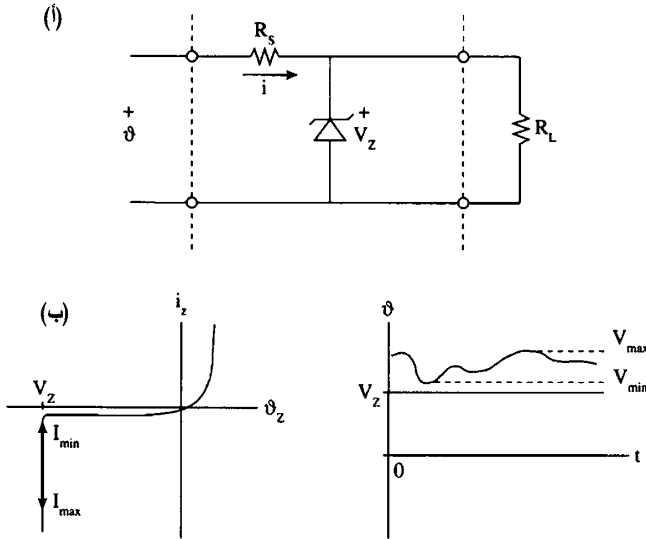 (أ)
R_S
i
+
ϑ
+
V_Z
R_L
(ب)
i_z
V_z
ϑ_z
I_min
I_max
ϑ
V_max
V_min
V_z
0
t